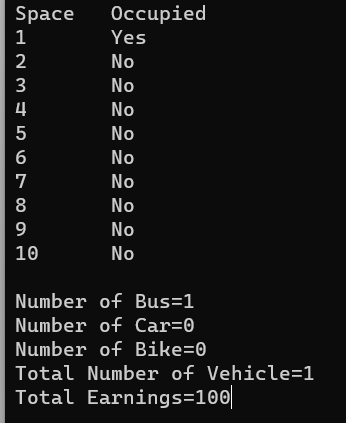 Space Occupied
1 Yes
2 No
3 No
4 No
5 No
6 No
7 No
8 No
9 No
10 No
Number of Bus=1
Number of Car=0
Number of Bike=0
Total Number of Vehicle=1
Total Earnings=100